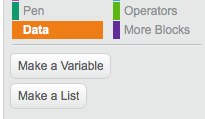 Pen Operators
Data More Blocks
Make a Variable
Make a List